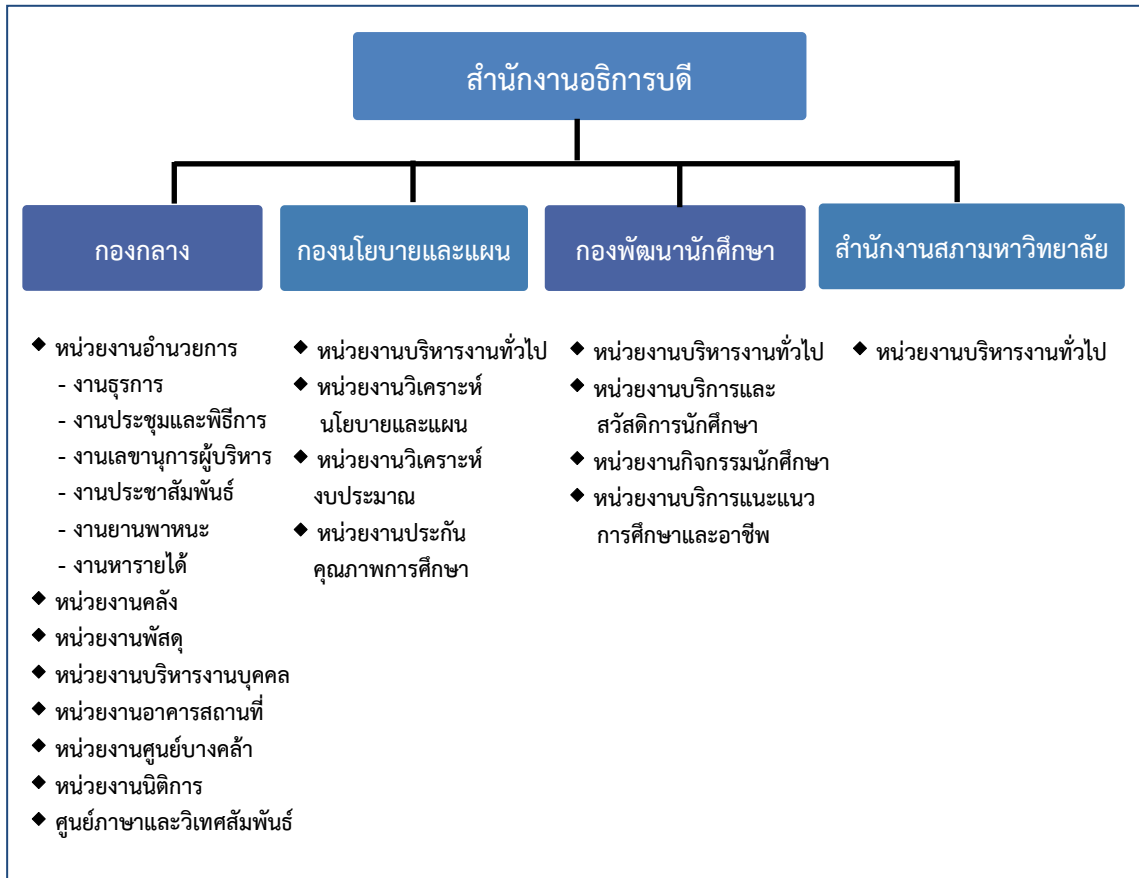 สำนักงานอธิการบดี
กองกลาง
กองนโยบายและแผน
กองพัฒนานักศึกษา
สำนักงานสภามหาวิทยาลัย
◆ หน่วยงานอำนวยการ
- งานธุรการ
- งานประชุมและพิธีการ
- งานเลขานุการผู้บริหาร
- งานประชาสัมพันธ์
- งานยานพาหนะ
- งานหารายได้
◆ หน่วยงานคลัง
◆ หน่วยงานพัสดุ
◆ หน่วยงานบริหารงานบุคคล
◆ หน่วยงานอาคารสถานที่
◆ หน่วยงานศูนย์บางคล้า
◆ หน่วยงานนิติการ
◆ ศูนย์ภาษาและวิเทศสัมพันธ์
◆ หน่วยงานบริหารงานทั่วไป
◆ หน่วยงานวิเคราะห์
นโยบายและแผน
◆ หน่วยงานวิเคราะห์
งบประมาณ
◆ หน่วยงานประกัน
คุณภาพการศึกษา
◆ หน่วยงานบริหารงานทั่วไป
◆ หน่วยงานบริการและ
สวัสดิการนักศึกษา
◆ หน่วยงานกิจกรรมนักศึกษา
◆ หน่วยงานบริการแนะแนว
การศึกษาและอาชีพ
◆ หน่วยงานบริหารงานทั่วไป